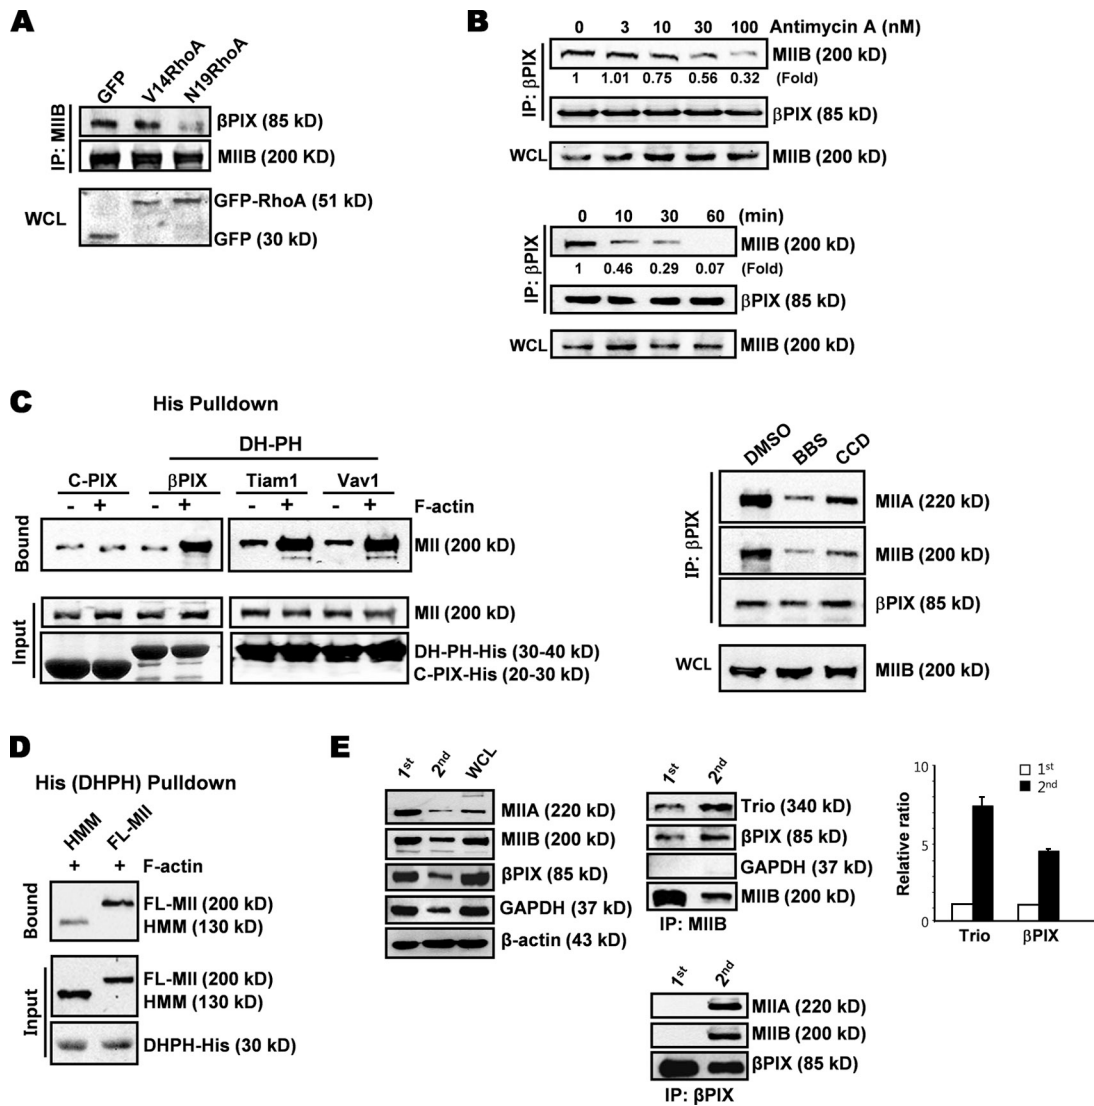 A
GFP
V14RhoA
N19RhoA
IP: MIIB
βPIX (85 kD)
MIIB (200 KD)
WCL
GFP-RhoA (51 kD)
GFP (30 kD)
B
0 3 10 30 100 Antimycin A (nM)
IP: βPIX
MIIB (200 kD)
1 1.01 0.75 0.56 0.32 (Fold)
βPIX (85 kD)
WCL MIIB (200 kD)
0 10 30 60 (min)
IP: βPIX
MIIB (200 kD)
1 0.46 0.29 0.07 (Fold)
βPIX (85 kD)
WCL MIIB (200 kD)
C
His Pulldown
DH-PH
C-PIX βPIX Tiam1 Vav1
- + - + - + - + F-actin
Bound
MII (200 kD)
Input
MII (200 kD)
DH-PH-His (30-40 kD)
C-PIX-His (20-30 kD)
DMSO
BBS
CCD
IP: βPIX
MIIA (220 kD)
MIIB (200 kD)
βPIX (85 kD)
WCL MIIB (200 kD)
D
His (DHPH) Pulldown
HMM
FL-MII
+ + F-actin
Bound
FL-MII (200 kD)
HMM (130 kD)
Input
FL-MII (200 kD)
HMM (130 kD)
DHPH-His (30 kD)
E
1st 2nd WCL
MIIA (220 kD)
MIIB (200 kD)
βPIX (85 kD)
GAPDH (37 kD)
β-actin (43 kD)
1st 2nd
Trio (340 kD)
βPIX (85 kD)
GAPDH (37 kD)
MIIB (200 kD)
IP: MIIB
1st 2nd
MIIA (220 kD)
MIIB (200 kD)
βPIX (85 kD)
IP: βPIX
Relative ratio
10
5
0
1st
2nd
Trio βPIX